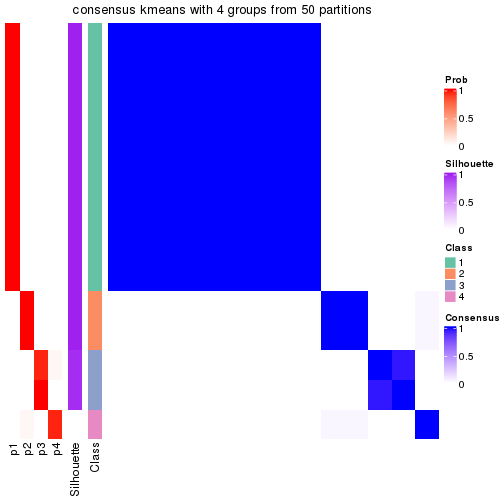 consensus kmeans with 4 groups from 50 partitions
Prob
1
0.5
0
Silhouette
1
0.5
0
Class
1
2
3
4
Consensus
1
0.5
0
p1
p2
p3
p4
Silhouette
Class